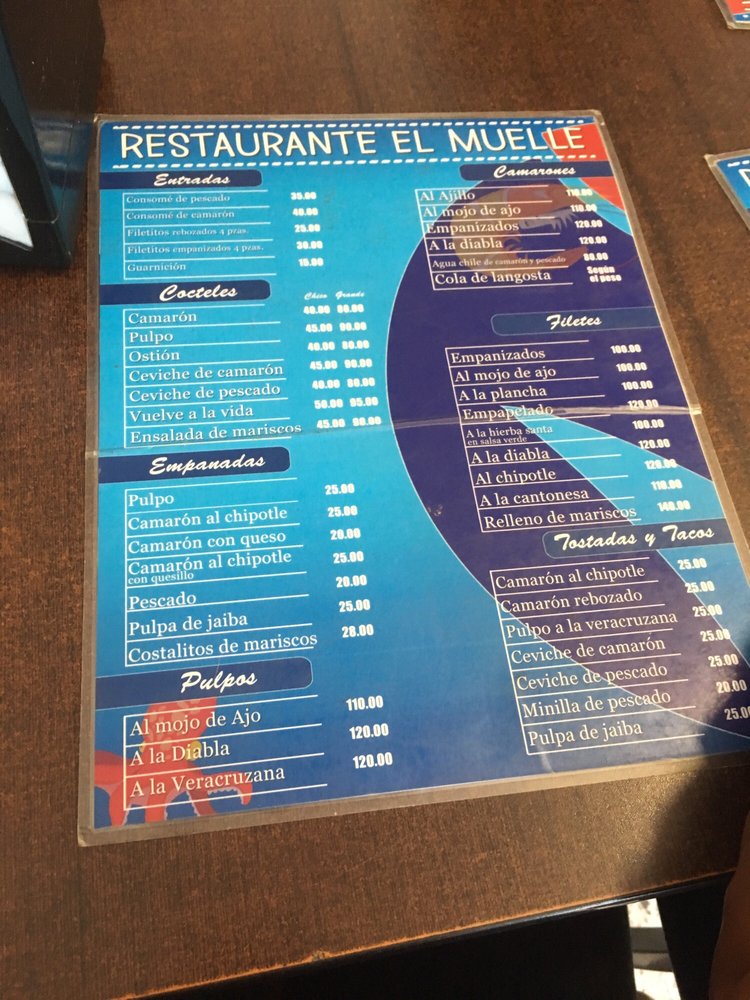 RESTAURANTE EL MUELLE
Entradas
Consomé de pescado 35.00
Consomé de camarón 40.00
Filetitos rebozados 4 pzas. 25.00
Filetitos empanizados 4 pzas. 30.00
Guarnición 15.00
Cocteles
Chico Grande
Camarón 40.00 80.00
Pulpo 45.00 90.00
Ostión 40.00 80.00
Ceviche de camarón 45.00 90.00
Ceviche de pescado 40.00 80.00
Vuelve a la vida 50.00 95.00
Ensalada de mariscos 45.00 90.00
Empanadas
Pulpo 25.00
Camarón al chipotle 25.00
Camarón con queso 20.00
Camarón al chipotle 25.00
con quesillo
Pescado 20.00
Pulpa de jaiba 25.00
Costalitos de mariscos 28.00
Pulpos
Al mojo de Ajo 110.00
A la Diabla 120.00
A la Veracruzana 120.00
Camarones
Al Ajillo 110.00
Al mojo de ajo 110.00
Empanizados 120.00
A la diabla 120.00
Agua chile de camarón y pescado
Cola de langosta Según
el peso
Filetes
Empanizados 100.00
Al mojo de ajo 100.00
A la plancha 100.00
Empapelado 120.00
A la hierba santa 100.00
en salsa verde
A la diabla 120.00
Al chipotle 120.00
A la cantonesa 110.00
Relleno de mariscos 140.00
Tostadas y Tacos
Camarón al chipotle 25.00
Camarón rebozado 25.00
Pulpo a la veracruzana 25.00
Ceviche de camarón 25.00
Ceviche de pescado 25.00
Minilla de pescado 20.00
Pulpa de jaiba 25.00